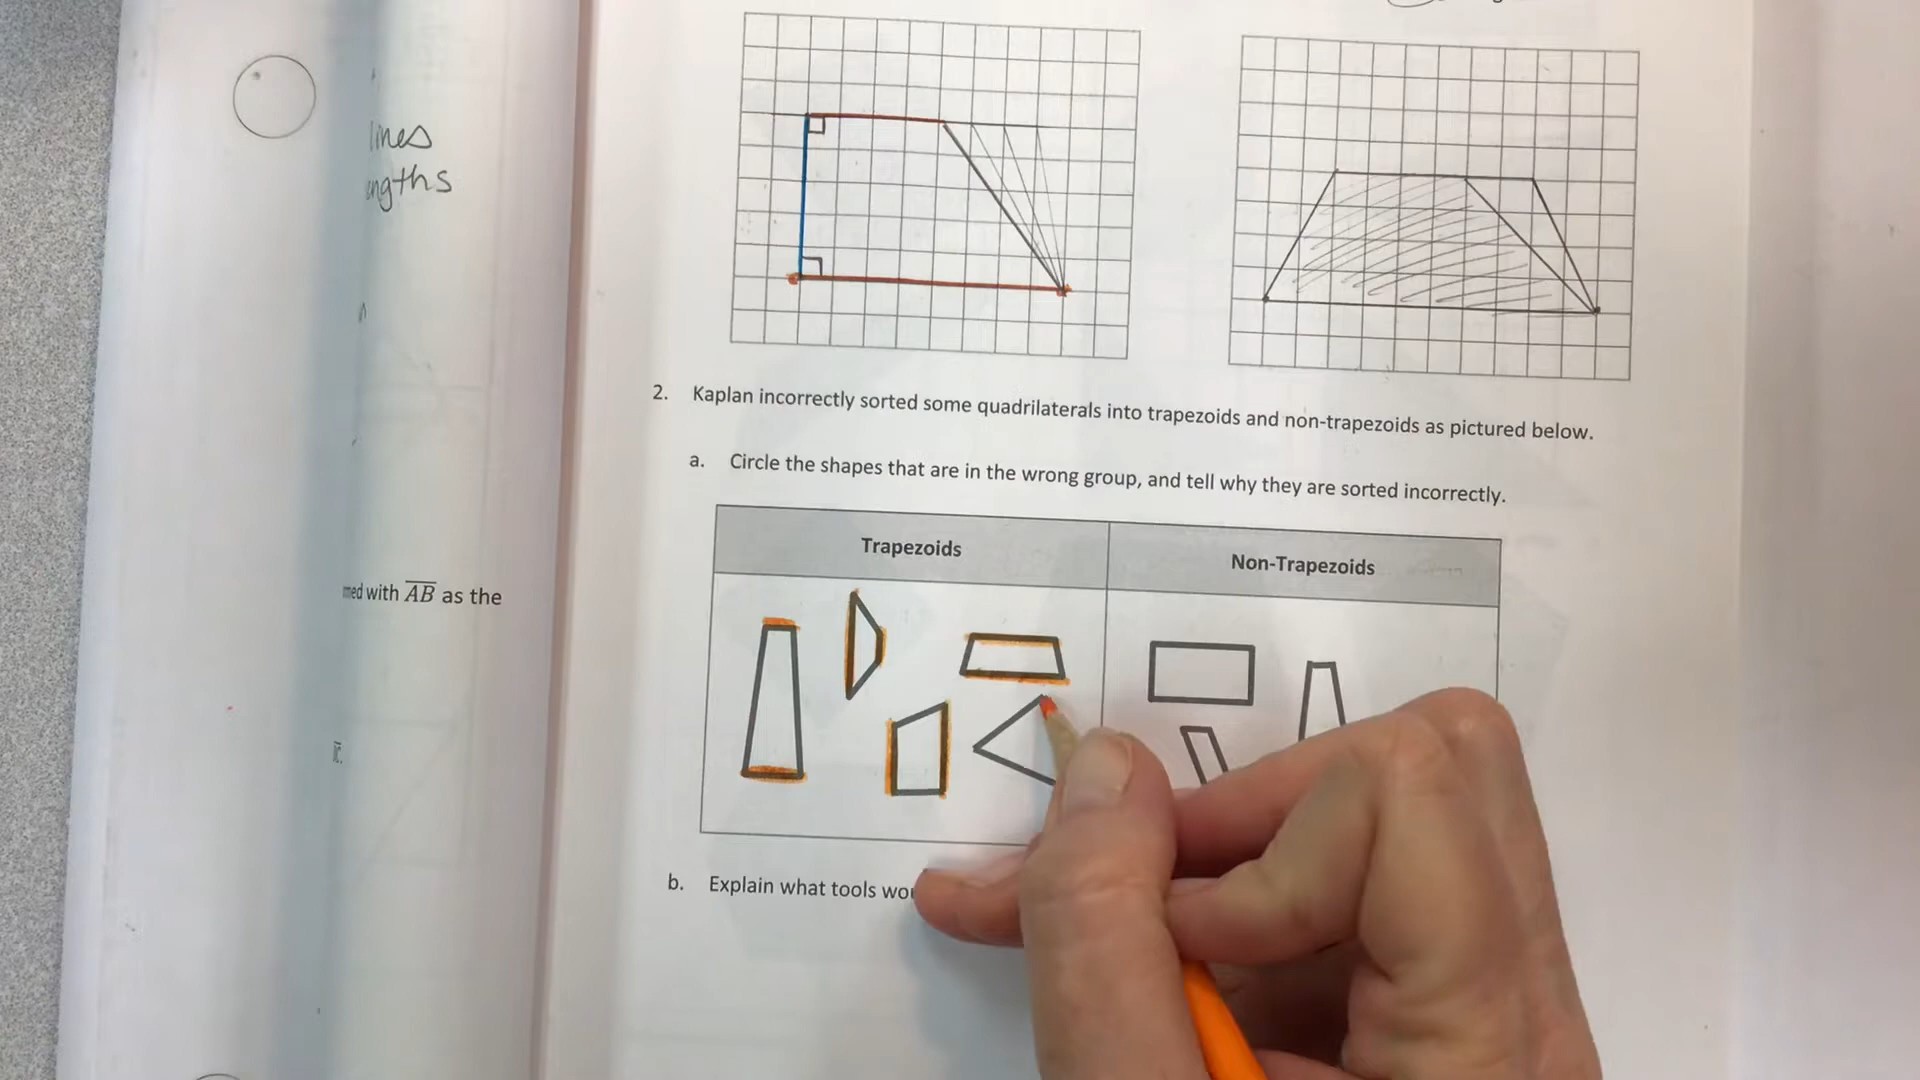 lines
ngths
with AB as the
2. Kaplan incorrectly sorted some quadrilaterals into trapezoids and non-trapezoids as pictured below.
a. Circle the shapes that are in the wrong group, and tell why they are sorted incorrectly.
Trapezoids
Non-Trapezoids
b. Explain what tools